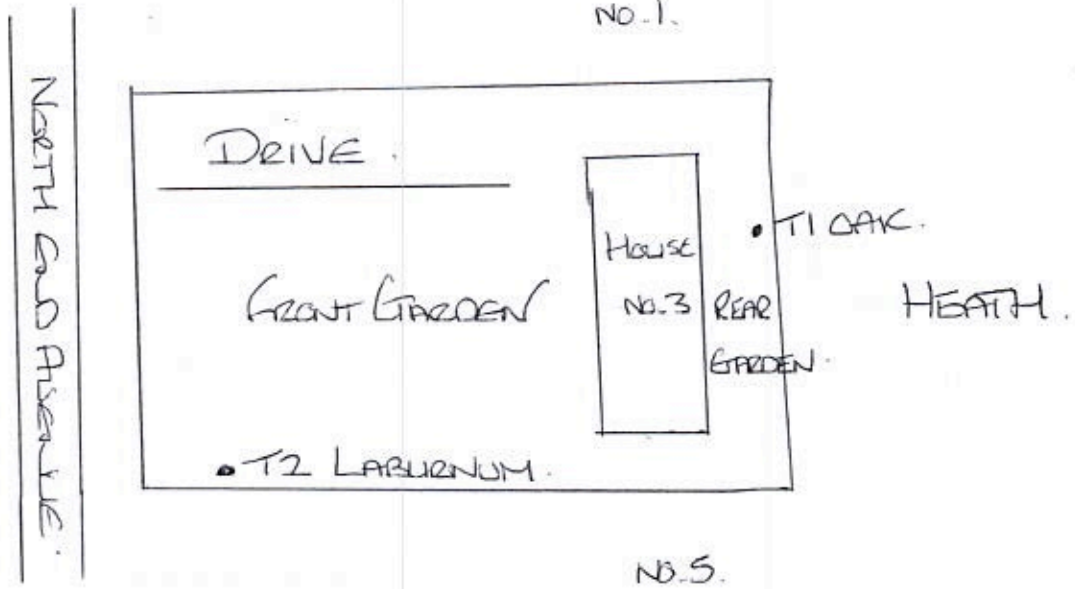 NO.1.
NORTH END AVENUE.
DRIVE.
T1 OAK.
HOUSE
NO.3
FRONT GARDEN
REAR
GARDEN.
HEATH.
T2 LABURNUM.
NO.5.